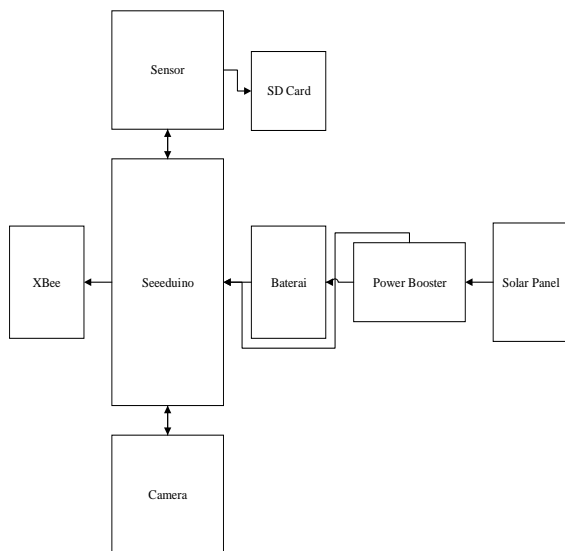 Sensor
SD Card
XBee
Seeeduino
Baterai
Power Booster
Solar Panel
Camera